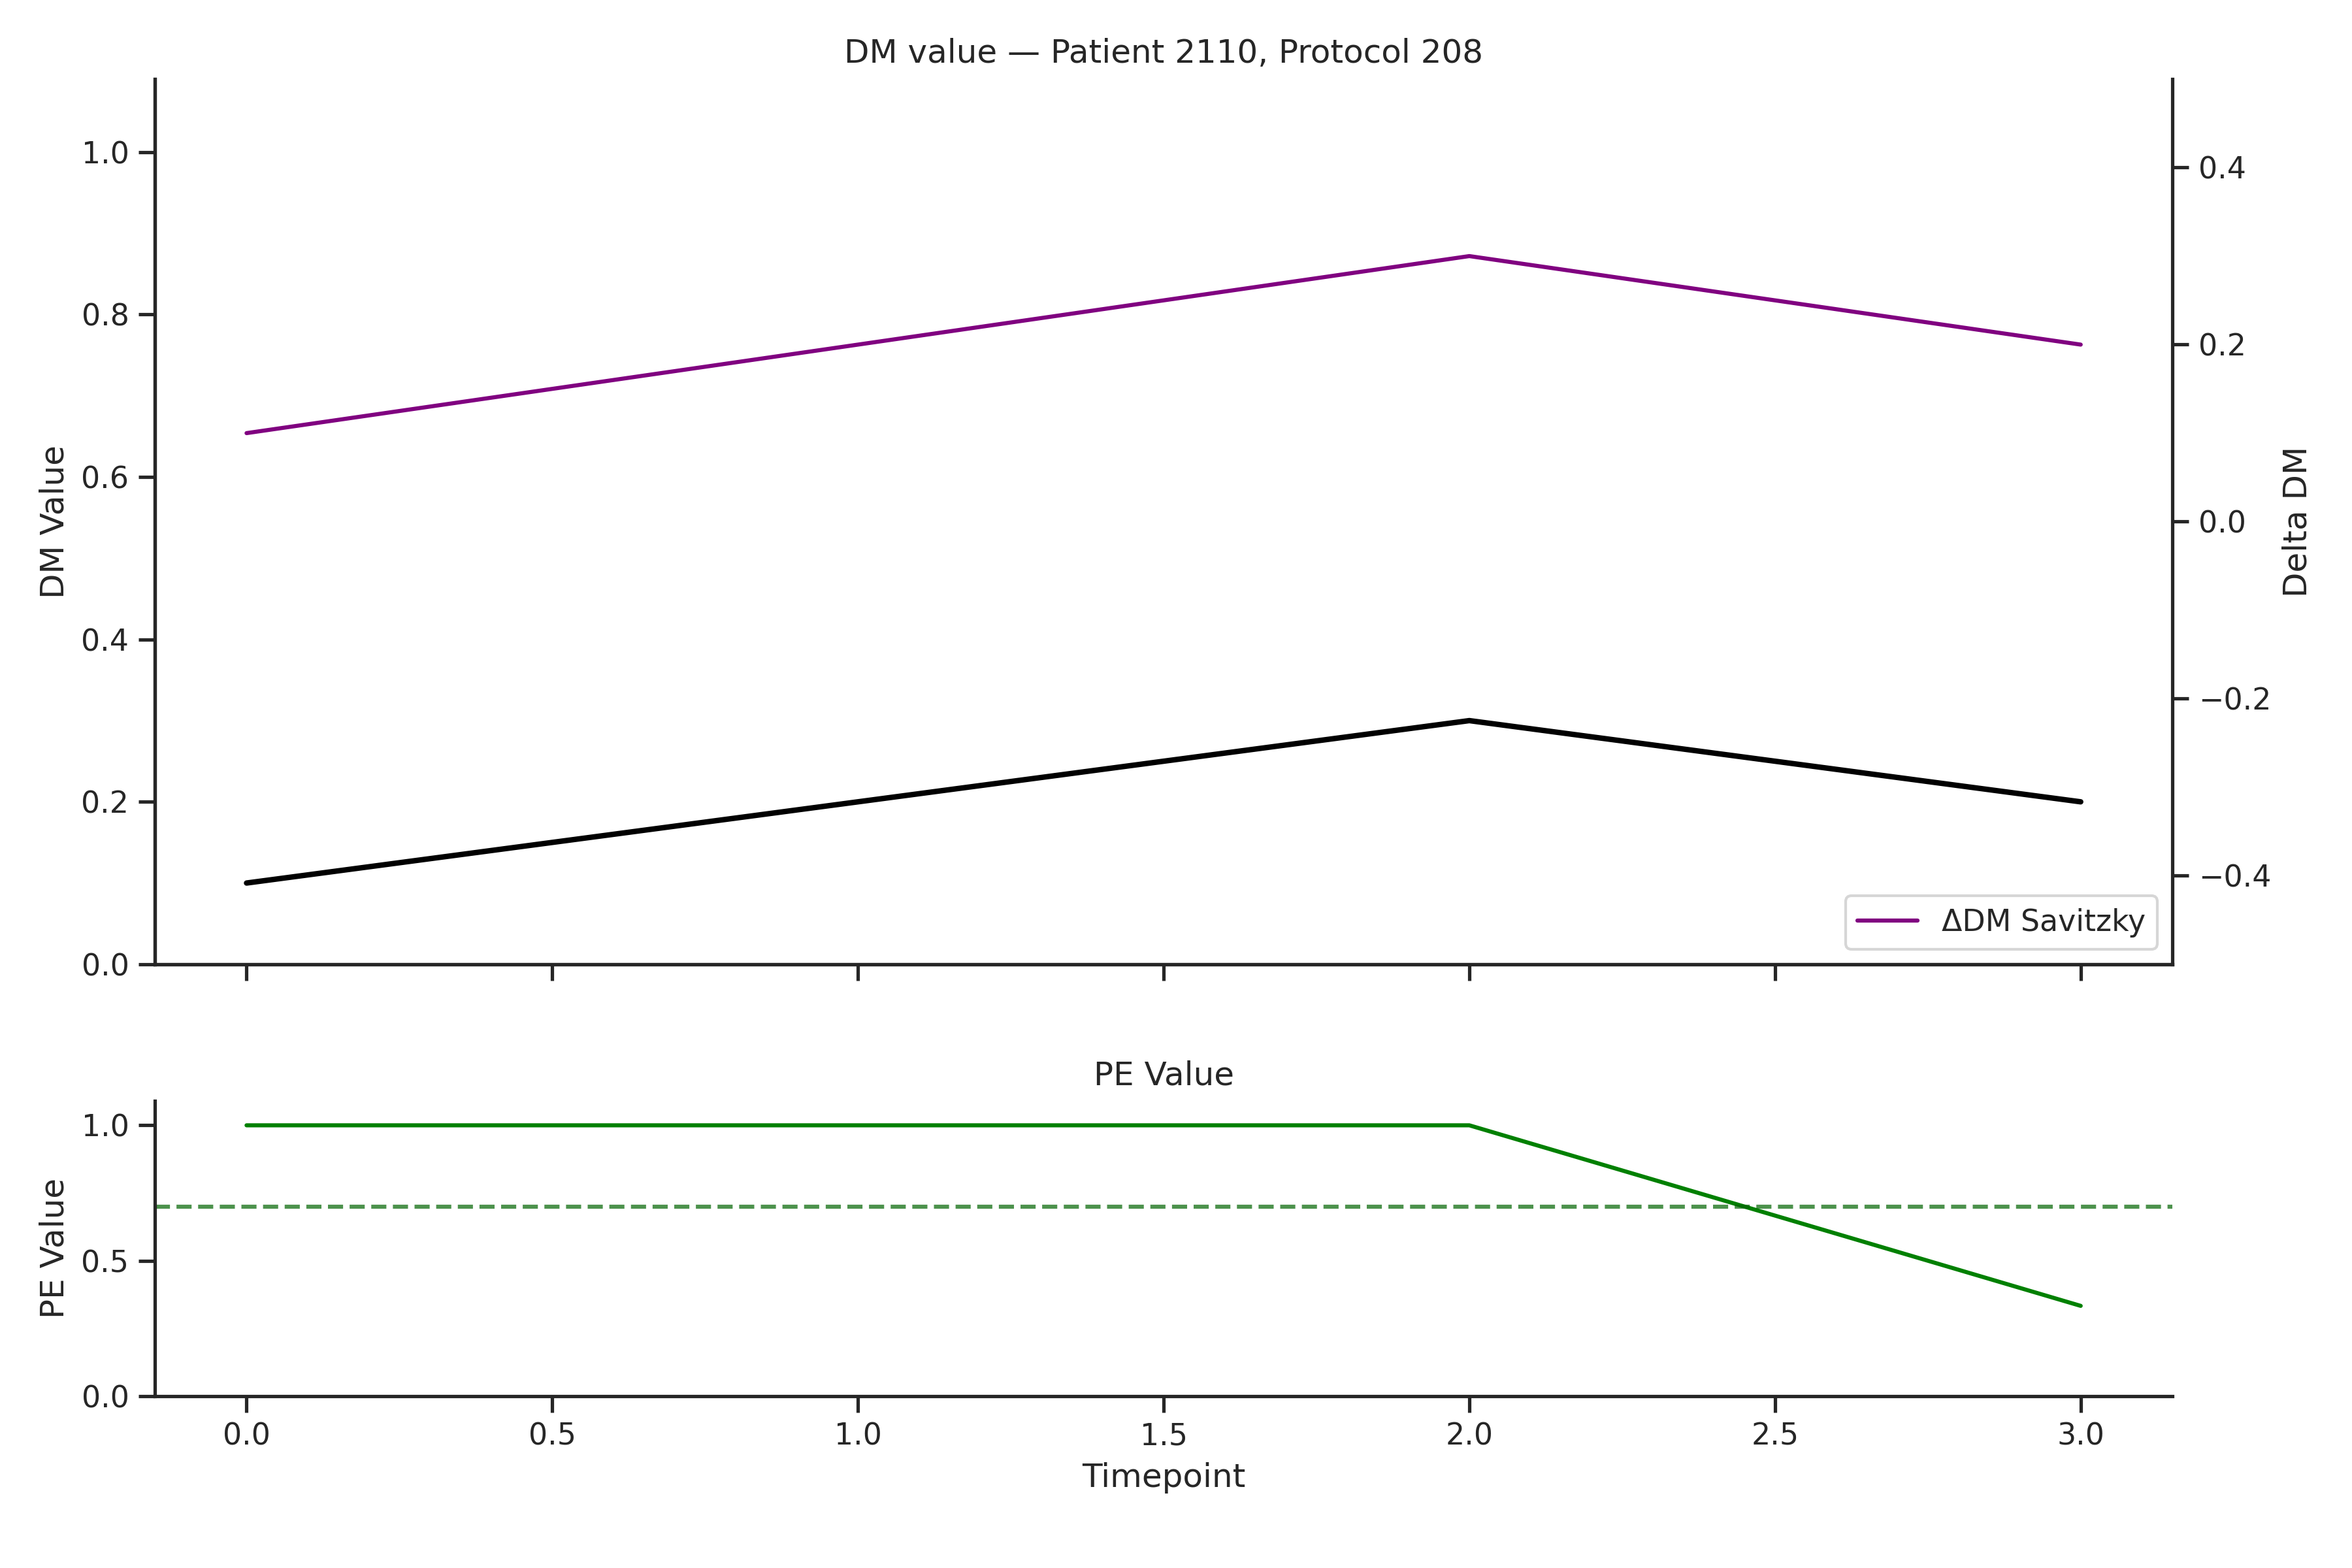 DM value — Patient 2110, Protocol 208
DM Value
1.0
0.8
0.6
0.4
0.2
0.0
Delta DM
0.4
0.2
0.0
−0.2
−0.4
ΔDM Savitzky
PE Value
PE Value
1.0
0.5
0.0
0.0 0.5 1.0 1.5 2.0 2.5 3.0
Timepoint